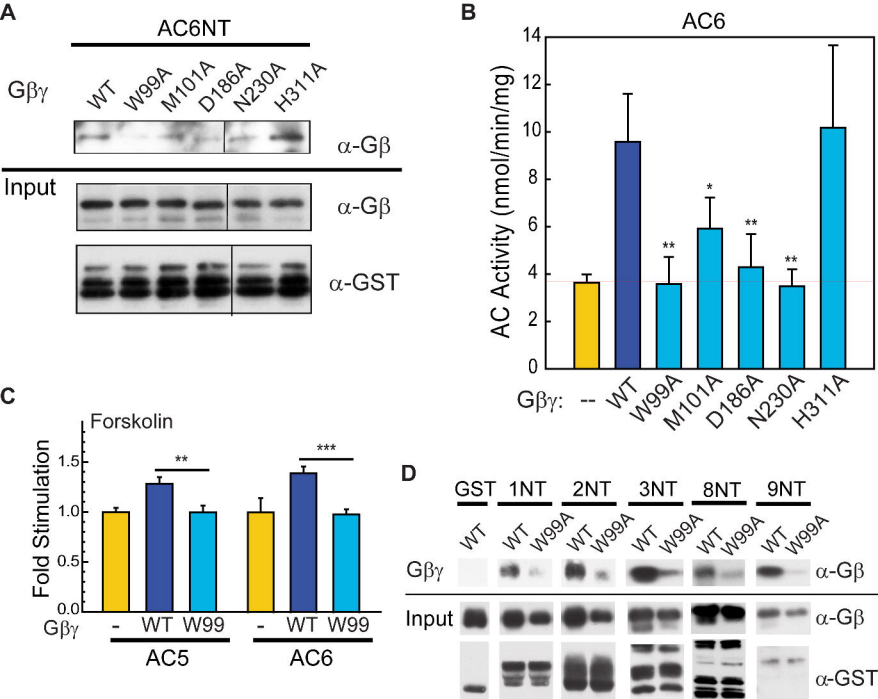 A
AC6NT
Gβγ
WT W99A M101A D186A N230A H311A
α-Gβ
Input
α-Gβ
α-GST
B
AC6
AC Activity (nmol/min/mg)
14
12
10
8
6
4
2
0
** * ** **
Gβγ: -- WT W99A M101A D186A N230A H311A
C
Forskolin
Fold Stimulation
1.5
1.0
0.5
0.0
** ***
Gβγ - WT W99 - WT W99
AC5 AC6
D
GST 1NT 2NT 3NT 8NT 9NT
WT WT W99A WT W99A WT W99A WT W99A WT W99A
Gβγ α-Gβ
Input α-Gβ
α-GST